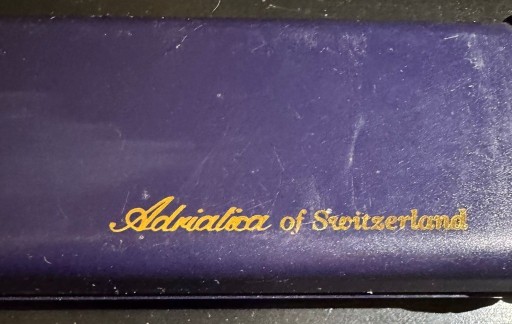 Adriatica of Switzerland